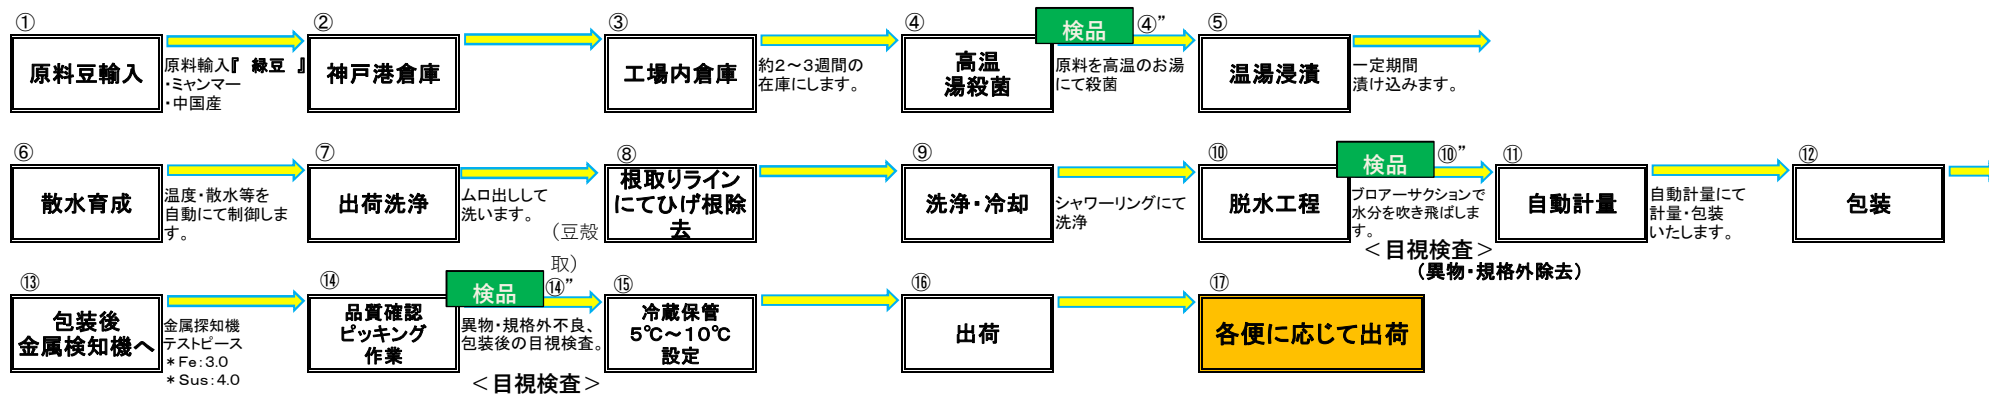 ①
原料豆輸入
原料輸入『　緑豆　』
・ミャンマー
・中国産
②
神戸港倉庫
③
工場内倉庫
約２～３週間の
在庫にします。
④
高温
湯殺菌
検品
④”
原料を高温のお湯
にて殺菌
⑤
温湯浸漬
一定期間
漬け込みます。
⑥
散水育成
温度・散水等を
自動にて制御しま
す。
⑦
出荷洗浄
ムロ出しして
洗います。
（豆殻
取）
⑧
根取りライン
にてひげ根除
去
⑨
洗浄・冷却
シャワーリングにて
洗浄
⑩
脱水工程
検品
⑩”
ブロアーサクションで
水分を吹き飛ばしま
す。
＜目視検査＞
（異物・規格外除去）
⑪
自動計量
自動計量にて
計量・包装
いたします。
⑫
包装
⑬
包装後
金属検知機へ
金属探知機
テストピース
＊Ｆｅ：3.0
＊Ｓｕｓ：4.0
⑭
品質確認
ピッキング
作業
検品
⑭”
異物・規格外不良、
包装後の目視検査。
＜目視検査＞
⑮
冷蔵保管
５℃～１０℃
設定
⑯
出荷
⑰
各便に応じて出荷